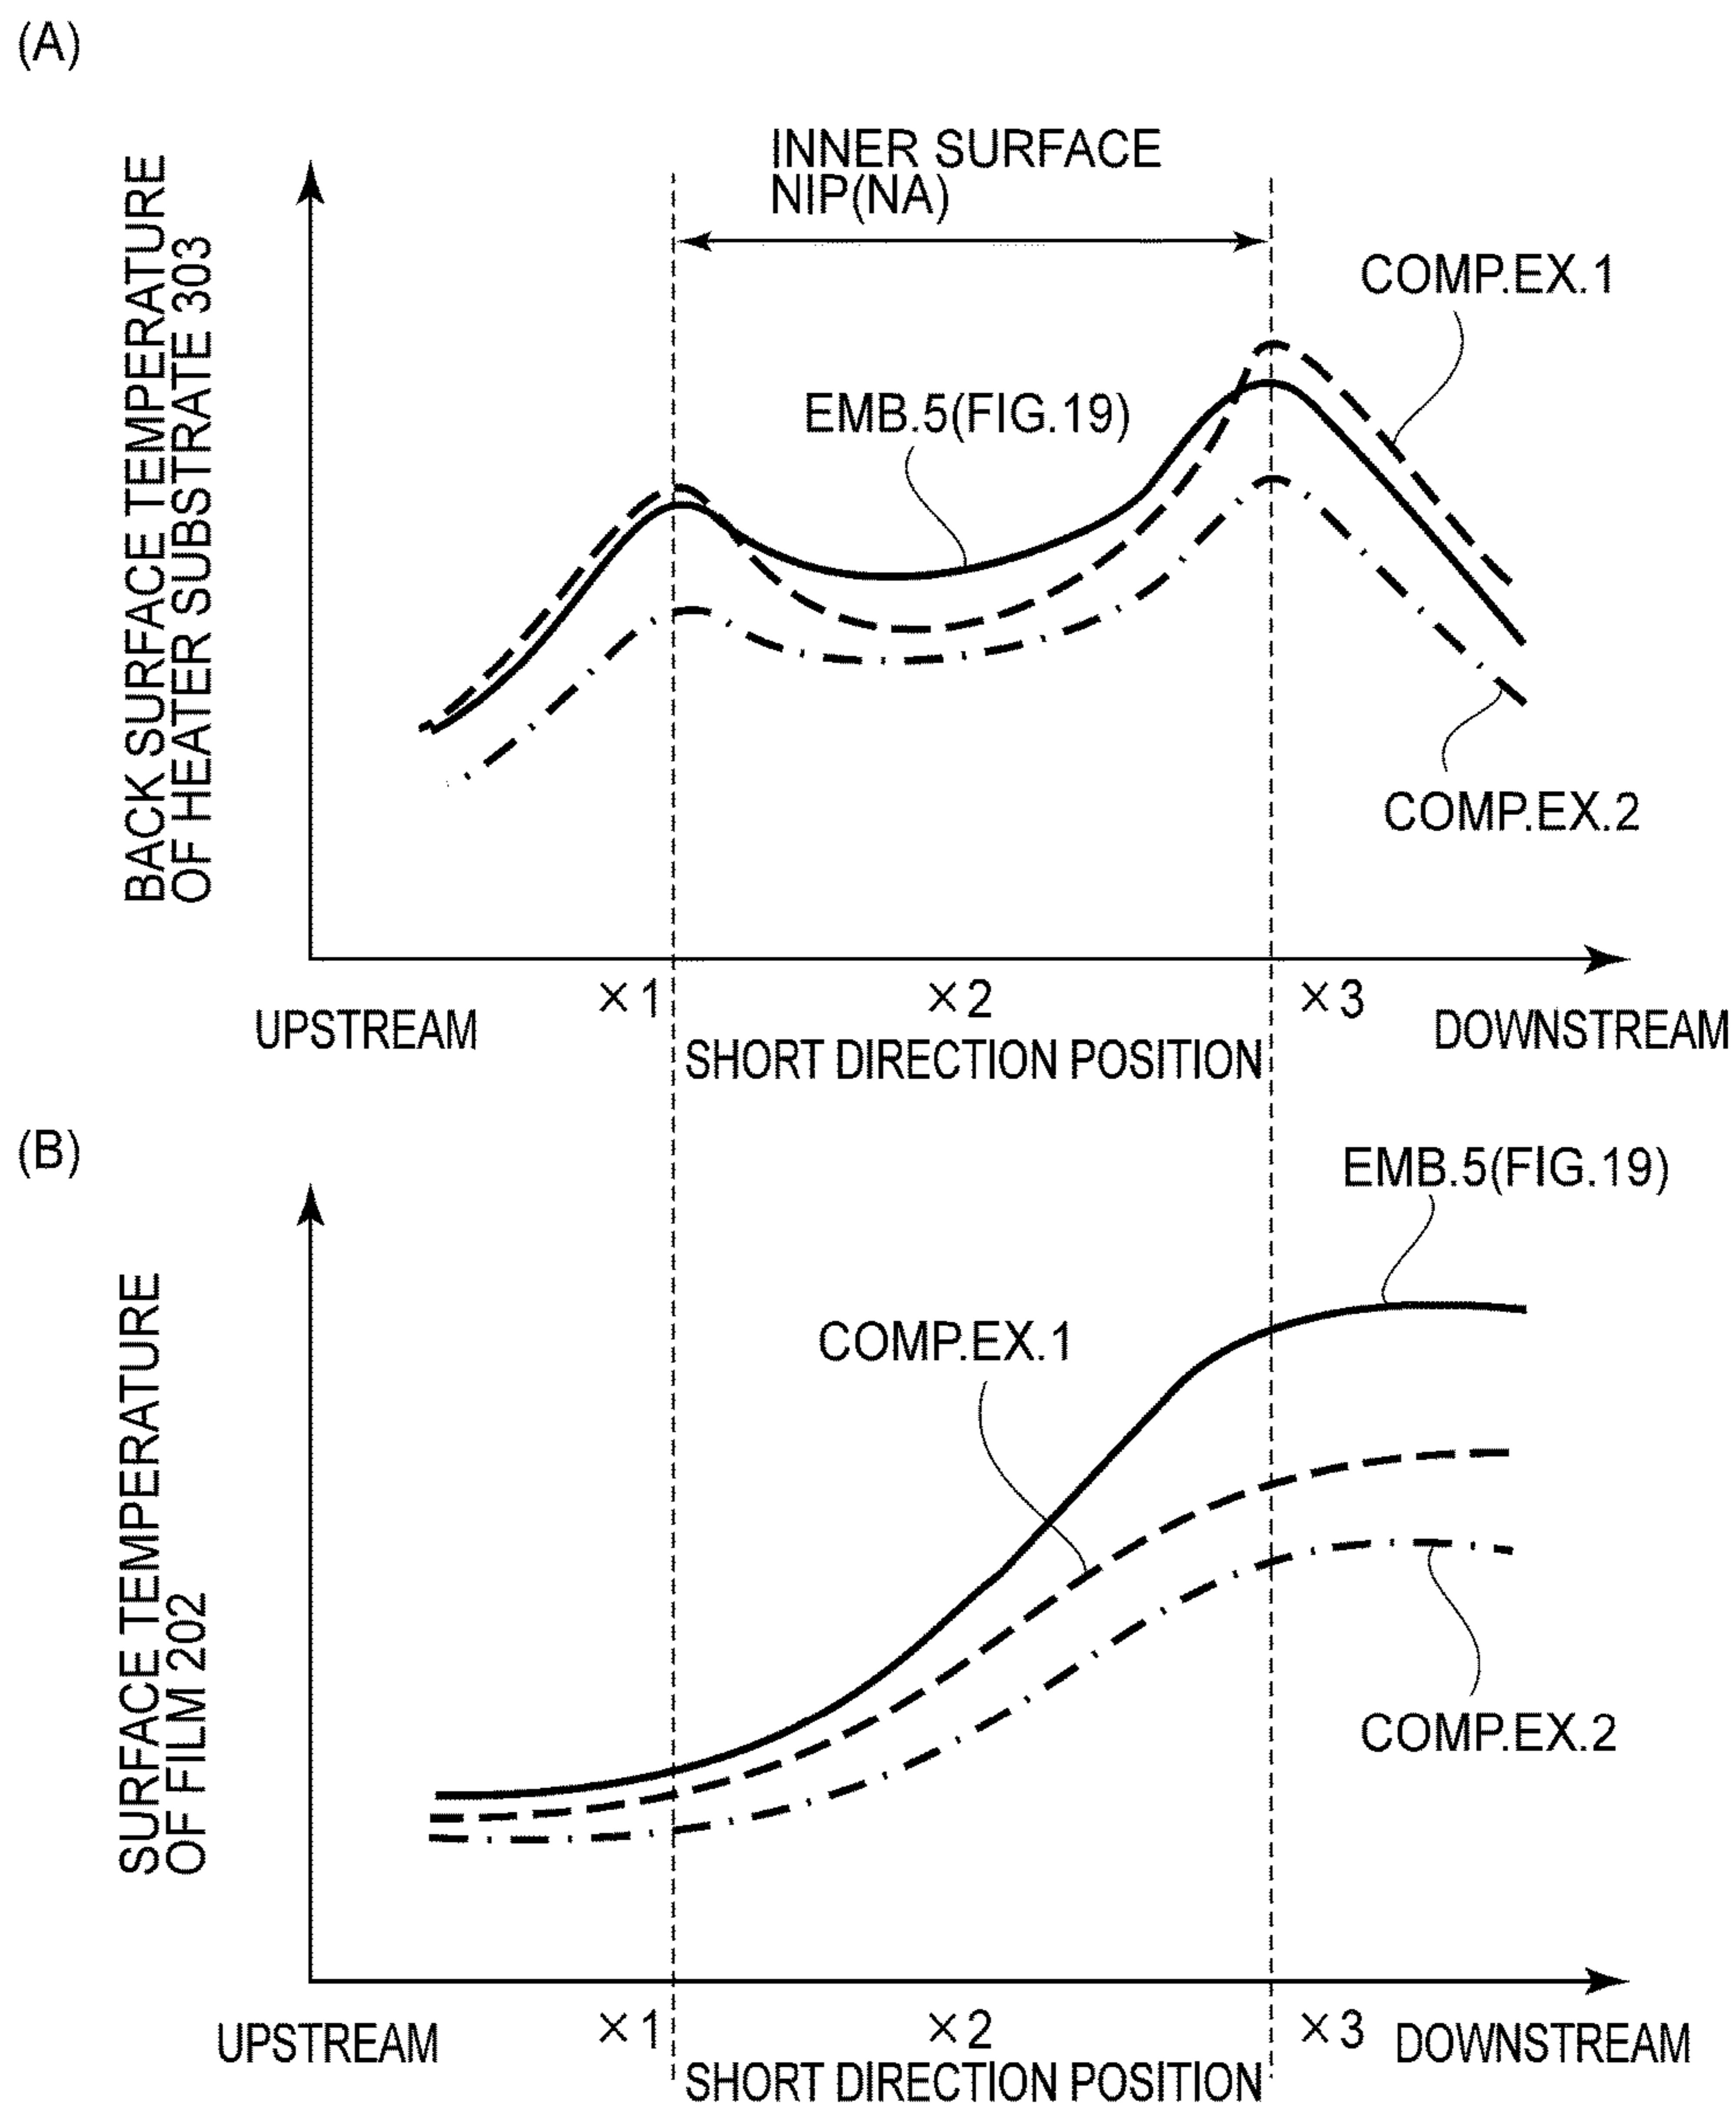 (A)
INNER SURFACE
NIP(NA)
BACK SURFACE TEMPERATURE
OF HEATER SUBSTRATE 303
COMP.EX.1
EMB.5(FIG.19)
COMP.EX.2
×1
×2
×3
UPSTREAM
DOWNSTREAM
SHORT DIRECTION POSITION
(B)
EMB.5(FIG.19)
SURFACE TEMPERATURE
OF FILM 202
COMP.EX.1
COMP.EX.2
×1
×2
×3
UPSTREAM
DOWNSTREAM
SHORT DIRECTION POSITION